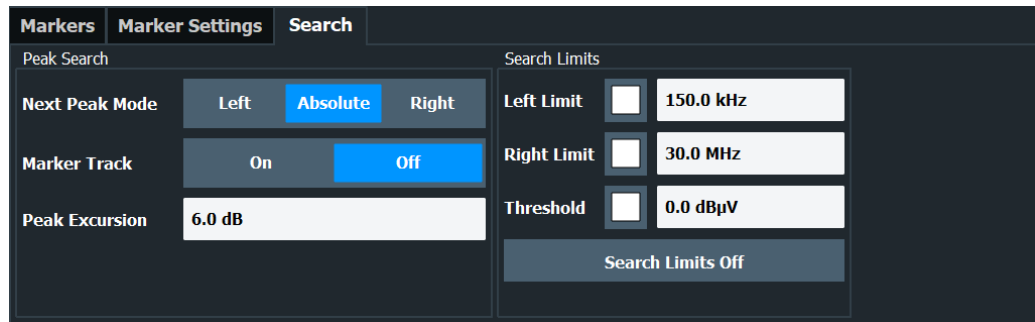 Markers Marker Settings Search
Peak Search
Next Peak Mode Left Absolute Right
Marker Track On Off
Peak Excursion 6.0 dB
Search Limits
Left Limit 150.0 kHz
Right Limit 30.0 MHz
Threshold 0.0 dBµV
Search Limits Off